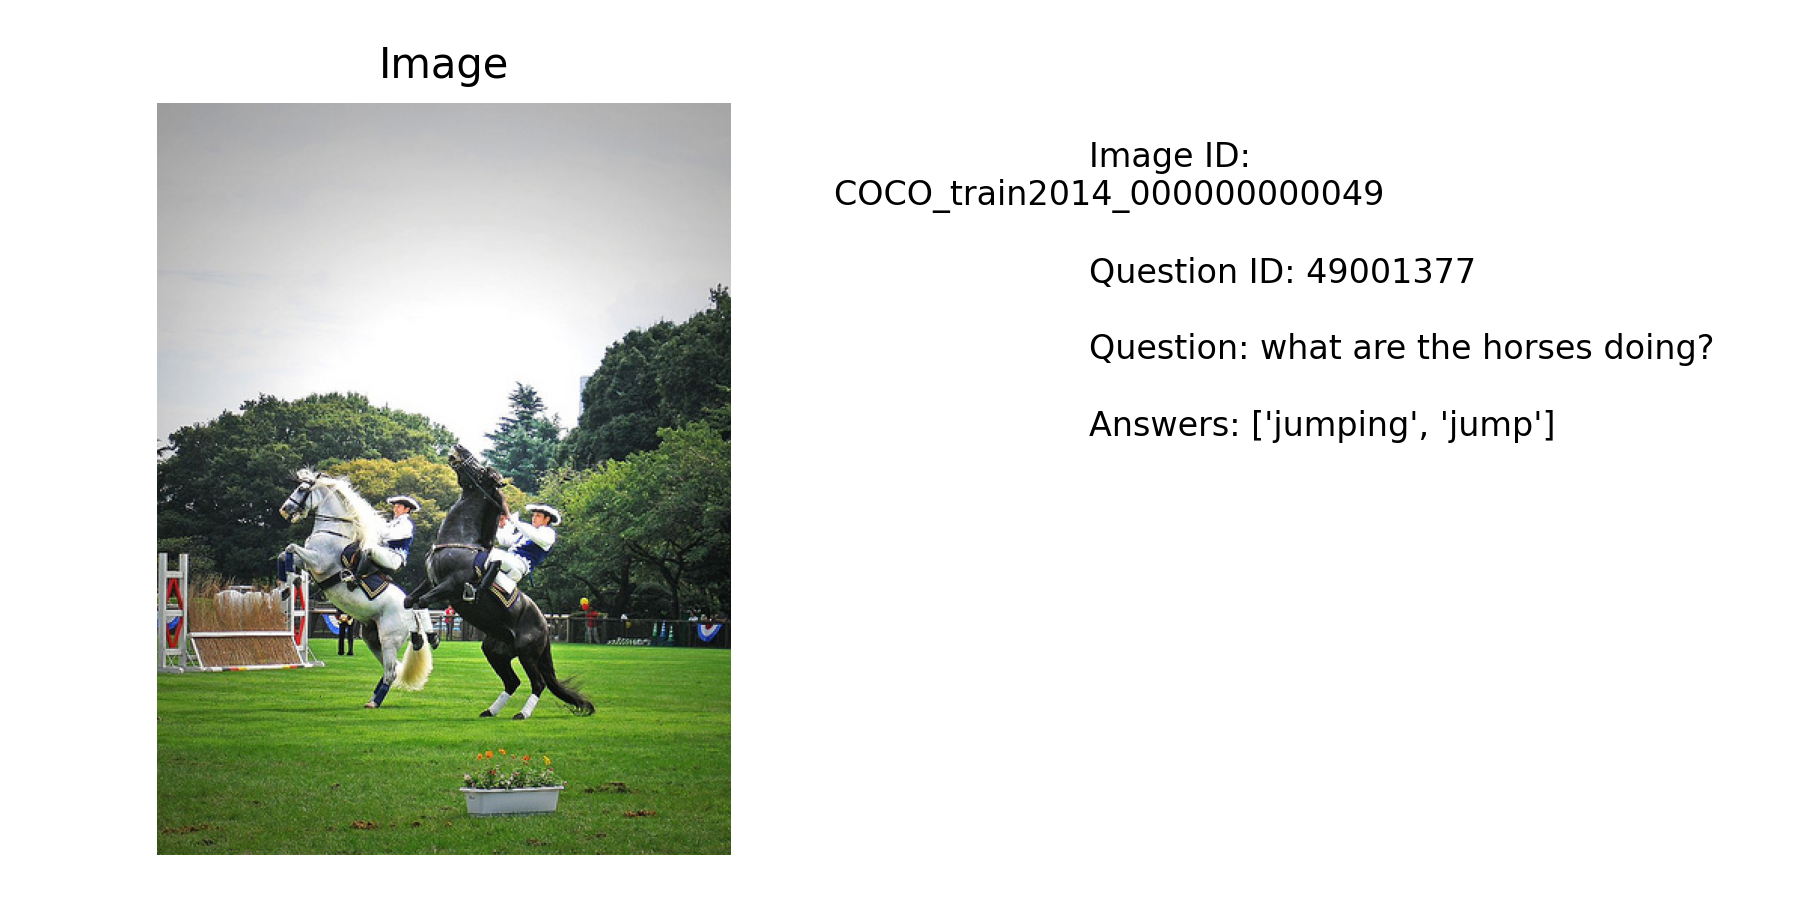 Image
Image ID:
COCO_train2014_000000000049
Question ID: 49001377
Question: what are the horses doing?
Answers: ['jumping', 'jump']